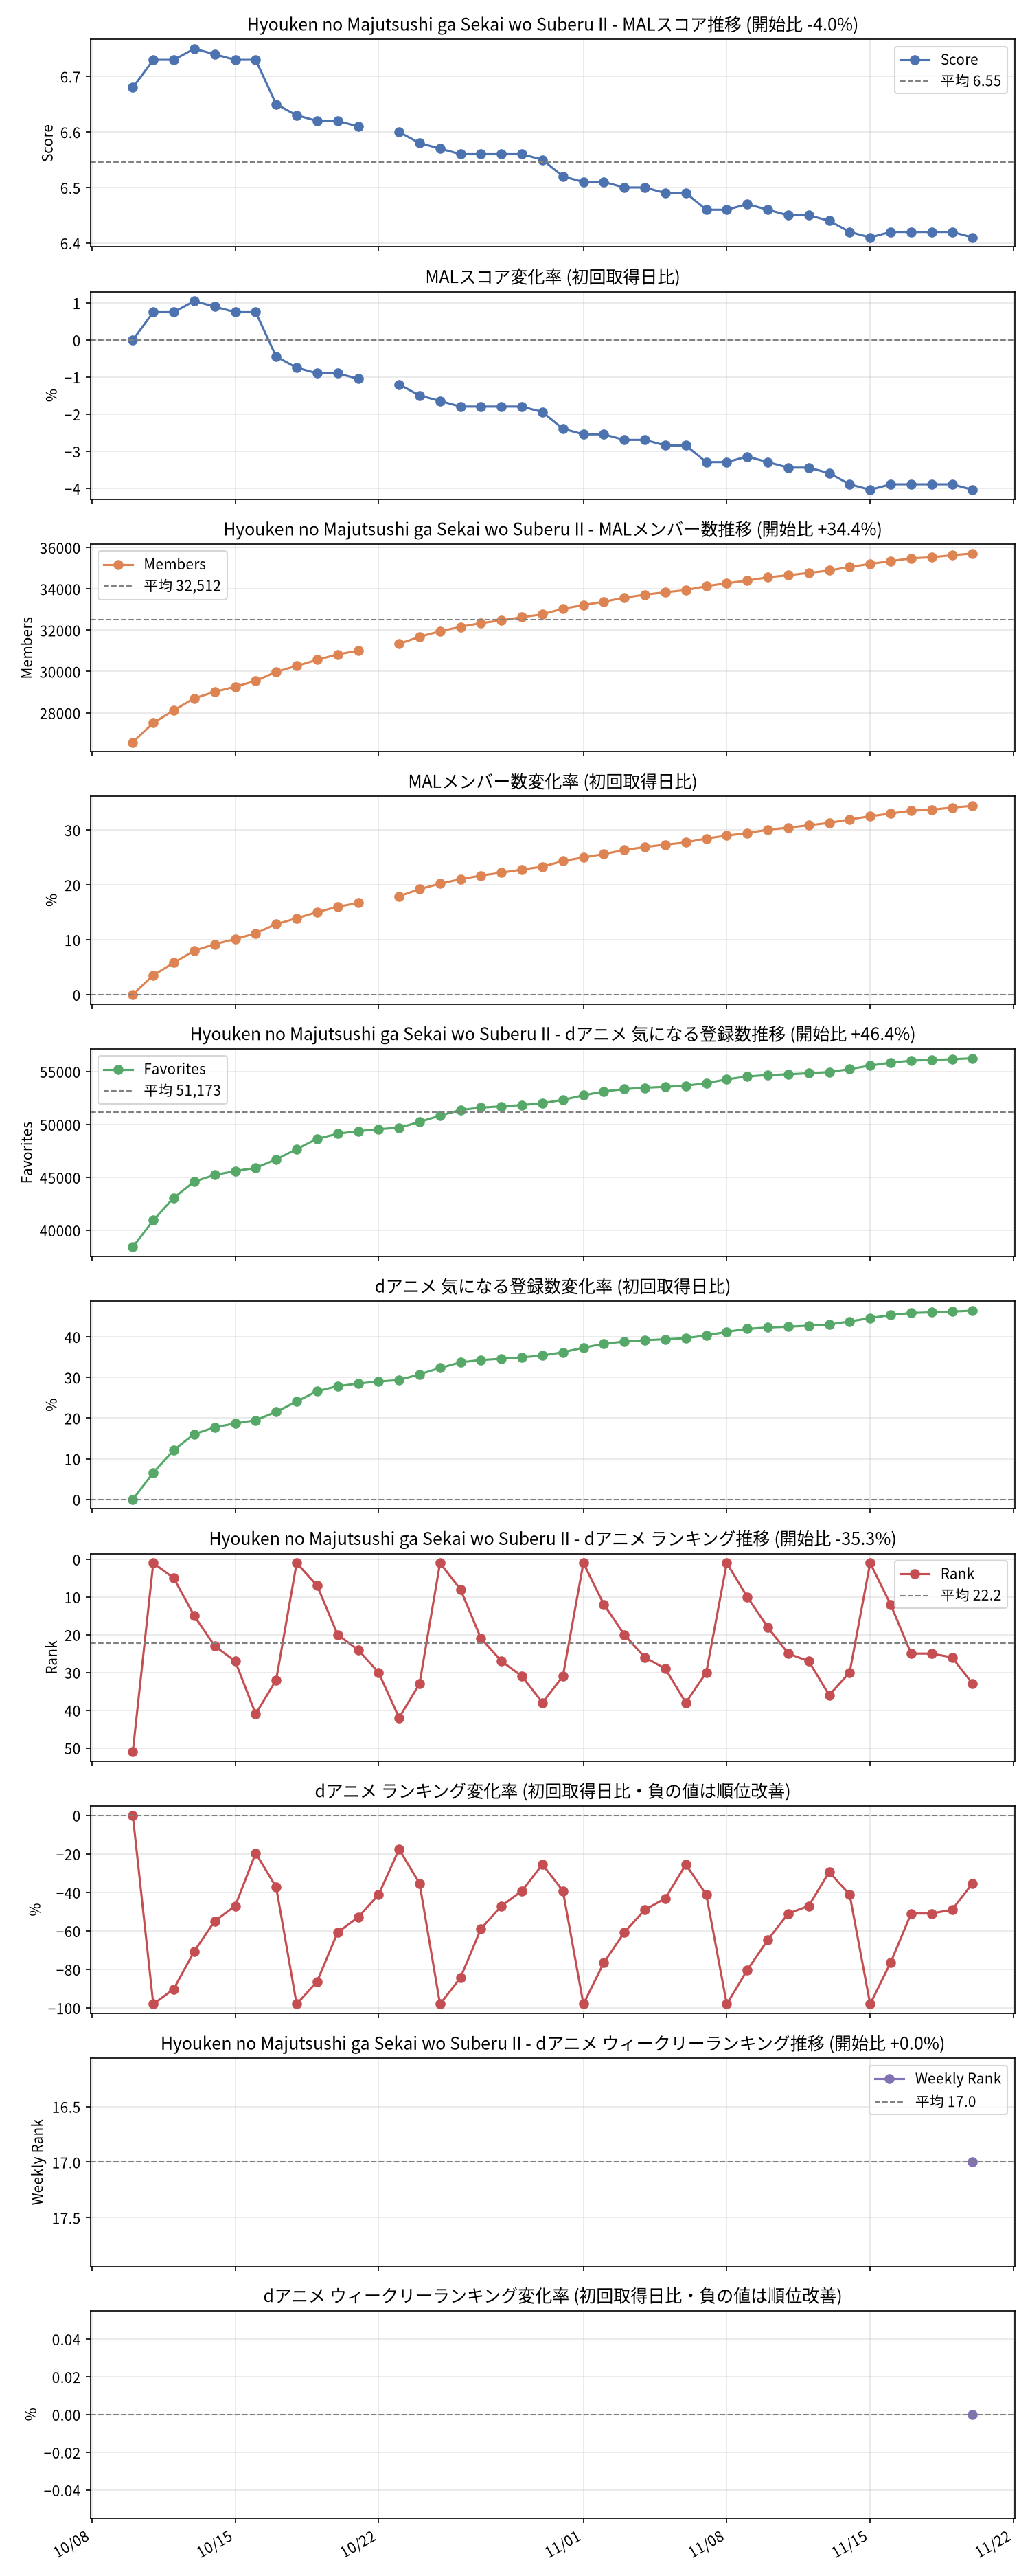 Hyouken no Majutsushi ga Sekai wo Suberu II - MALスコア推移 (開始比 -4.0%)
Score
平均 6.55
Score
6.7
6.6
6.5
6.4
MALスコア変化率 (初回取得日比)
%
1
0
−1
−2
−3
−4
Hyouken no Majutsushi ga Sekai wo Suberu II - MALメンバー数推移 (開始比 +34.4%)
Members
平均 32,512
Members
36000
34000
32000
30000
28000
MALメンバー数変化率 (初回取得日比)
%
30
20
10
0
Hyouken no Majutsushi ga Sekai wo Suberu II - dアニメ 気になる登録数推移 (開始比 +46.4%)
Favorites
平均 51,173
Favorites
55000
50000
45000
40000
dアニメ 気になる登録数変化率 (初回取得日比)
%
40
30
20
10
0
Hyouken no Majutsushi ga Sekai wo Suberu II - dアニメ ランキング推移 (開始比 -35.3%)
Rank
平均 22.2
Rank
0
10
20
30
40
50
dアニメ ランキング変化率 (初回取得日比・負の値は順位改善)
%
0
−20
−40
−60
−80
−100
Hyouken no Majutsushi ga Sekai wo Suberu II - dアニメ ウィークリーランキング推移 (開始比 +0.0%)
Weekly Rank
平均 17.0
Weekly Rank
16.5
17.0
17.5
dアニメ ウィークリーランキング変化率 (初回取得日比・負の値は順位改善)
%
0.04
0.02
0.00
−0.02
−0.04
10/08
10/15
10/22
11/01
11/08
11/15
11/22